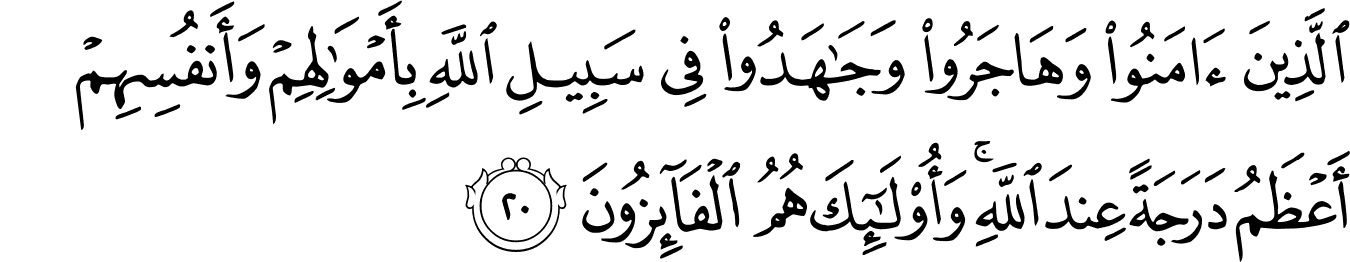 ٱلَّذِينَ ءَامَنُوا۟ وَهَاجَرُوا۟ وَجَـٰهَدُوا۟ فِى سَبِيلِ ٱللَّهِ بِأَمْوَٰلِهِمْ وَأَنفُسِهِمْ
أَعْظَمُ دَرَجَةً عِندَ ٱللَّهِ ۚ وَأُو۟لَـٰٓئِكَ هُمُ ٱلْفَآئِزُونَ ٢٠